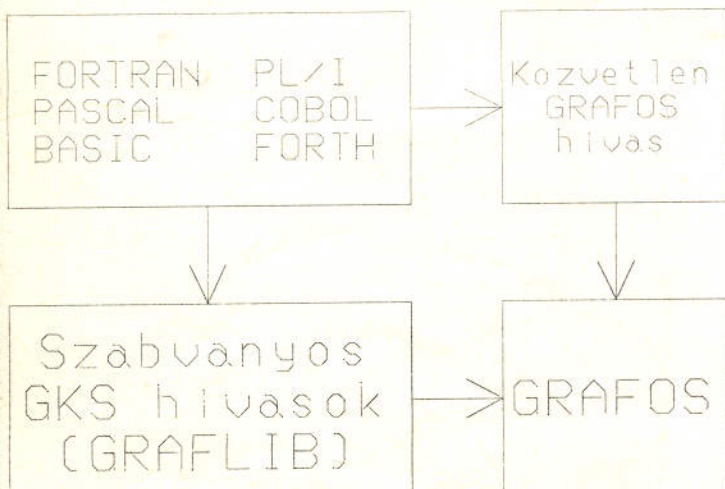 FORTRAN PL/I
PASCAL COBOL
BASIC FORTH
Kozvetlen
GRAFOS
hivas
Szabvanyos
GKS hivasok
(GRAFLIB)
GRAFOS